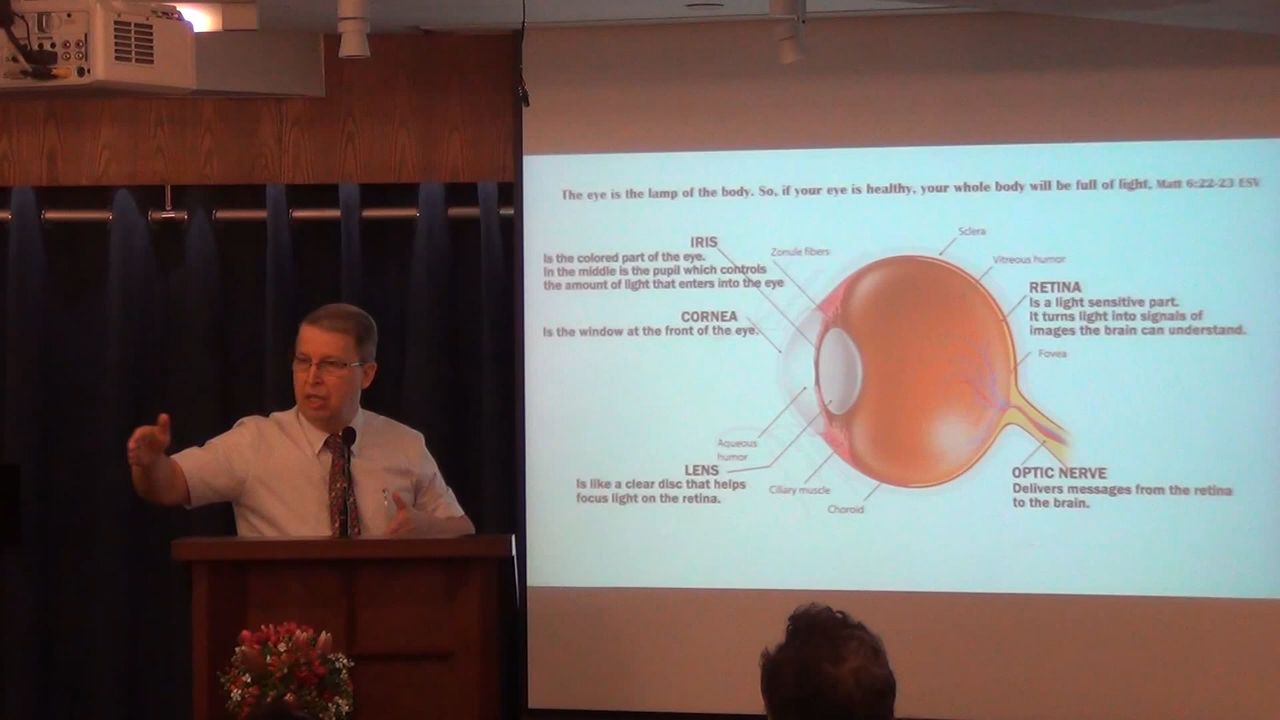 The eye is the lamp of the body. So, if your eye is healthy, your whole body will be full of light, Matt 6:22-23 ESV
IRIS
Is the colored part of the eye.
In the middle is the pupil which controls
the amount of light that enters into the eye
CORNEA
Is the window at the front of the eye.
Zonule fibers
Sclera
Vitreous humor
RETINA
Is a light sensitive part.
It turns light into signals of
images the brain can understand.
Fovea
Aqueous
humor
LENS
Is like a clear disc that helps
focus light on the retina.
Ciliary muscle
Choroid
OPTIC NERVE
Delivers messages from the retina
to the brain.